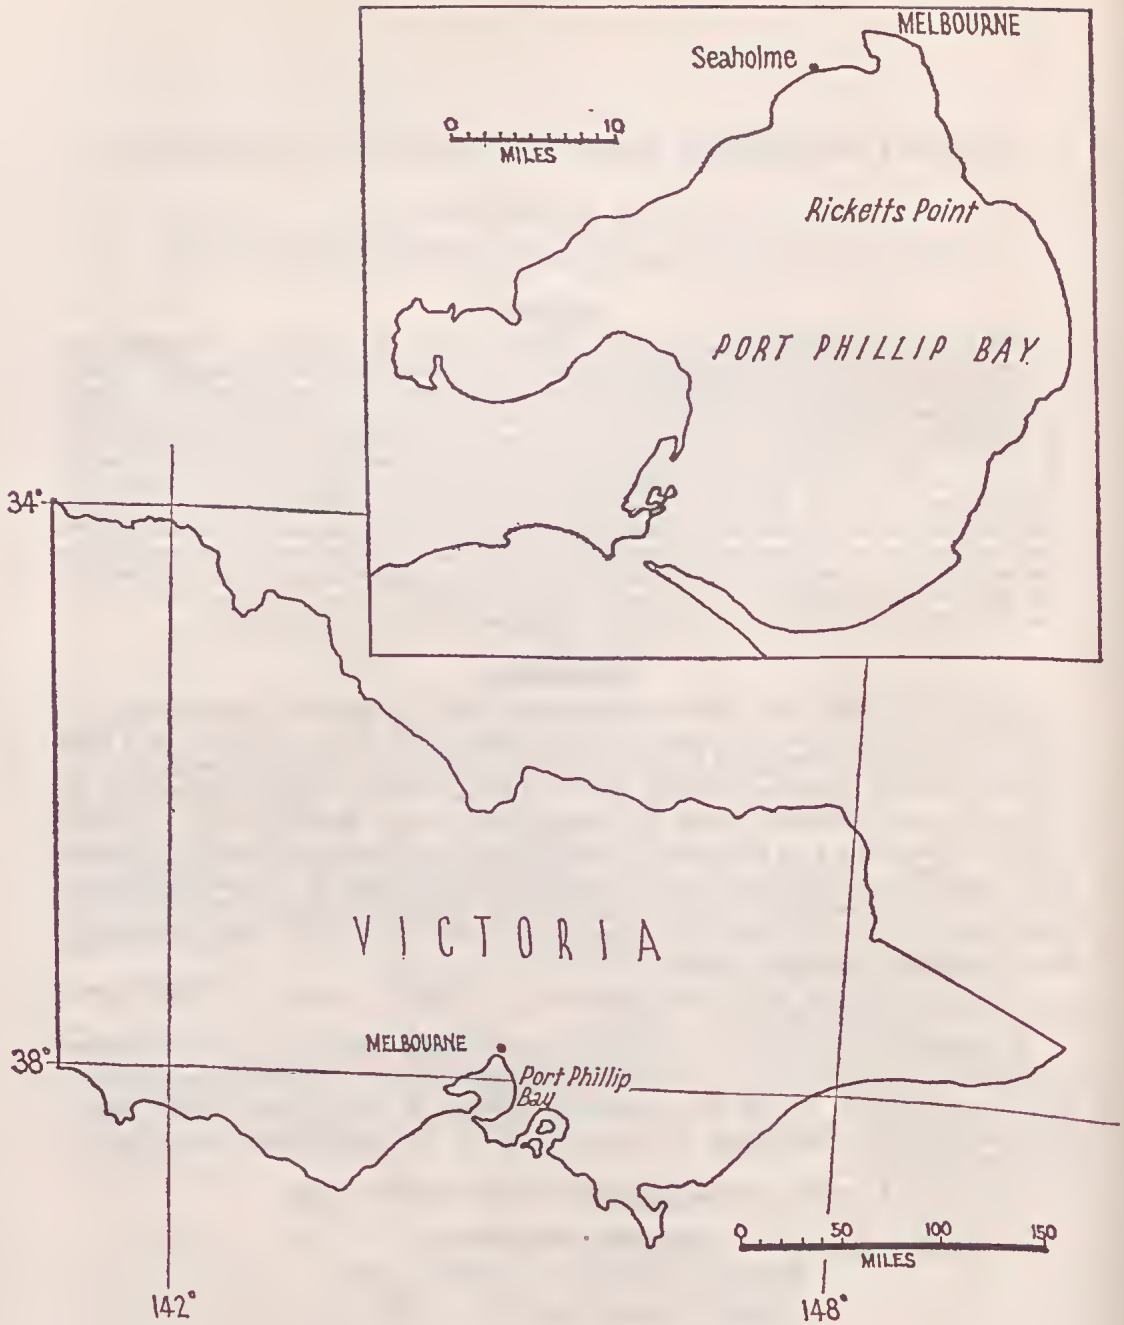 MELBOURNE
Seaholme
0 10
MILES
Ricketts Point
PORT PHILLIP BAY
34°
VICTORIA
MELBOURNE
38°
Port Phillip
Bay
0 50 100 150
MILES
142°
148°